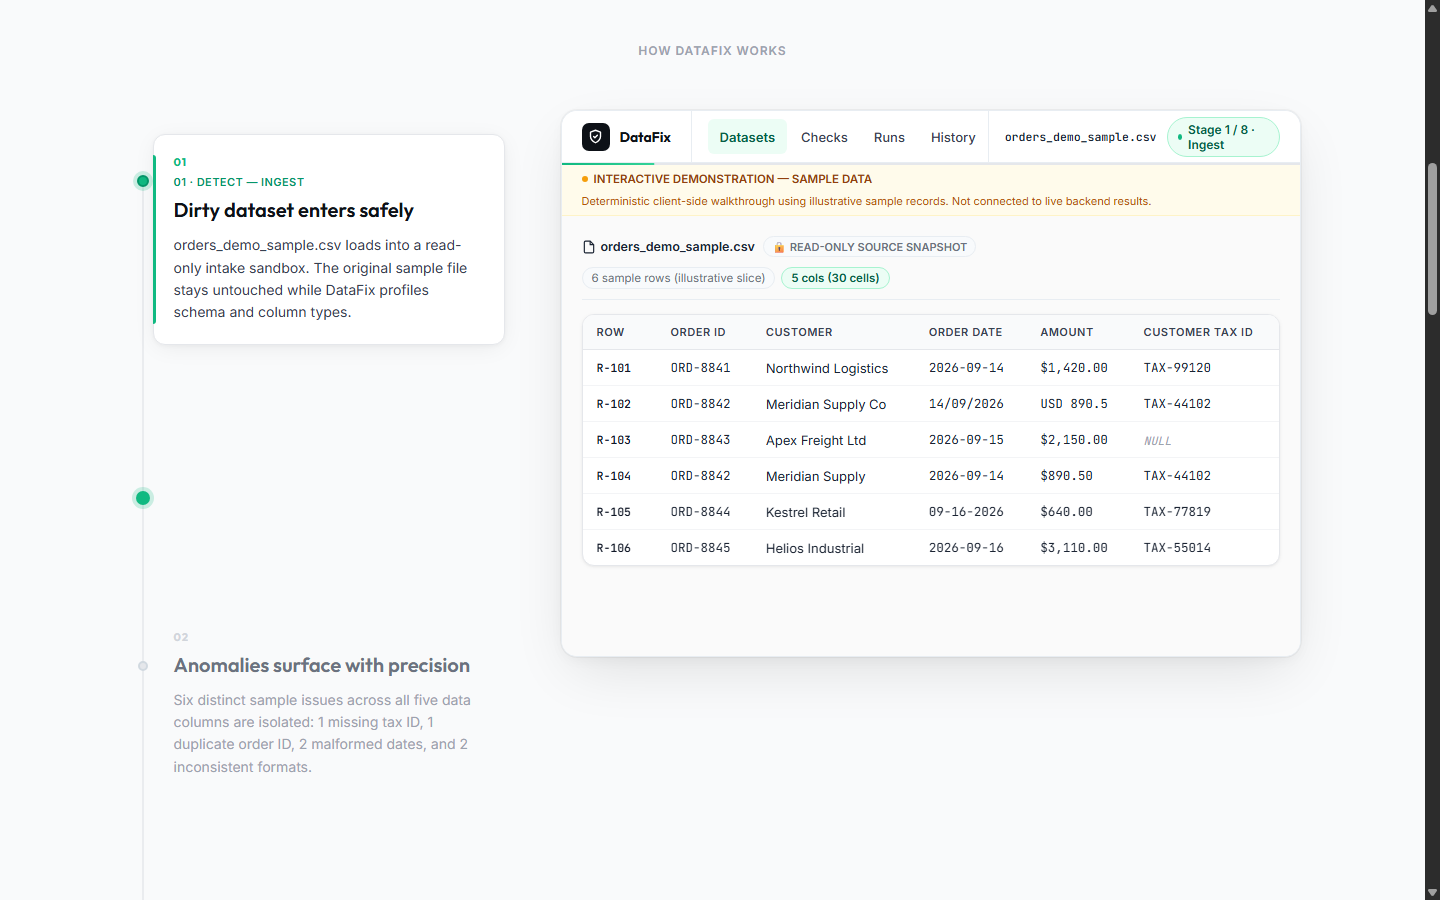 HOW DATAFIX WORKS
01
01 · DETECT — INGEST
Dirty dataset enters safely
orders_demo_sample.csv loads into a read-
only intake sandbox. The original sample file
stays untouched while DataFix profiles
schema and column types.
02
Anomalies surface with precision
Six distinct sample issues across all five data
columns are isolated: 1 missing tax ID, 1
duplicate order ID, 2 malformed dates, and 2
inconsistent formats.
DataFix Datasets Checks Runs History orders_demo_sample.csv Stage 1 / 8 ·
Ingest
INTERACTIVE DEMONSTRATION — SAMPLE DATA
Deterministic client-side walkthrough using illustrative sample records. Not connected to live backend results.
orders_demo_sample.csv 🔒 READ-ONLY SOURCE SNAPSHOT
6 sample rows (illustrative slice) 5 cols (30 cells)
ROW ORDER ID CUSTOMER ORDER DATE AMOUNT CUSTOMER TAX ID
R-101 ORD-8841 Northwind Logistics 2026-09-14 $1,420.00 TAX-99120
R-102 ORD-8842 Meridian Supply Co 14/09/2026 USD 890.5 TAX-44102
R-103 ORD-8843 Apex Freight Ltd 2026-09-15 $2,150.00 NULL
R-104 ORD-8842 Meridian Supply 2026-09-14 $890.50 TAX-44102
R-105 ORD-8844 Kestrel Retail 09-16-2026 $640.00 TAX-77819
R-106 ORD-8845 Helios Industrial 2026-09-16 $3,110.00 TAX-55014